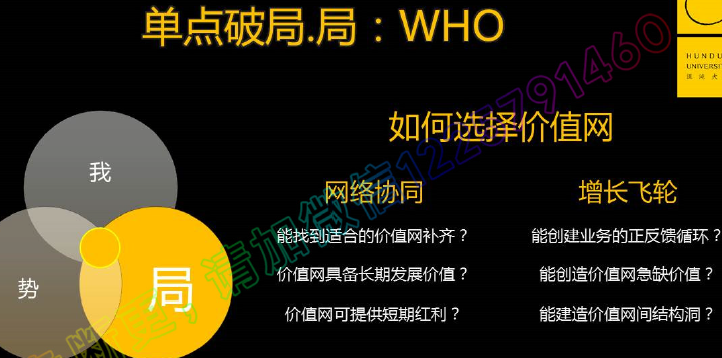 单点破局.局：WHO
HUNDU
UNIVERSIT
混沌大
如何选择价值网
我
势
局
网络协同
增长飞轮
能找到适合的价值网补齐？
能创建业务的正反馈循环？
价值网具备长期发展价值？
能创造价值网急缺价值？
价值网可提供短期红利？
能建造价值网间结构洞？
请加微信1223791460